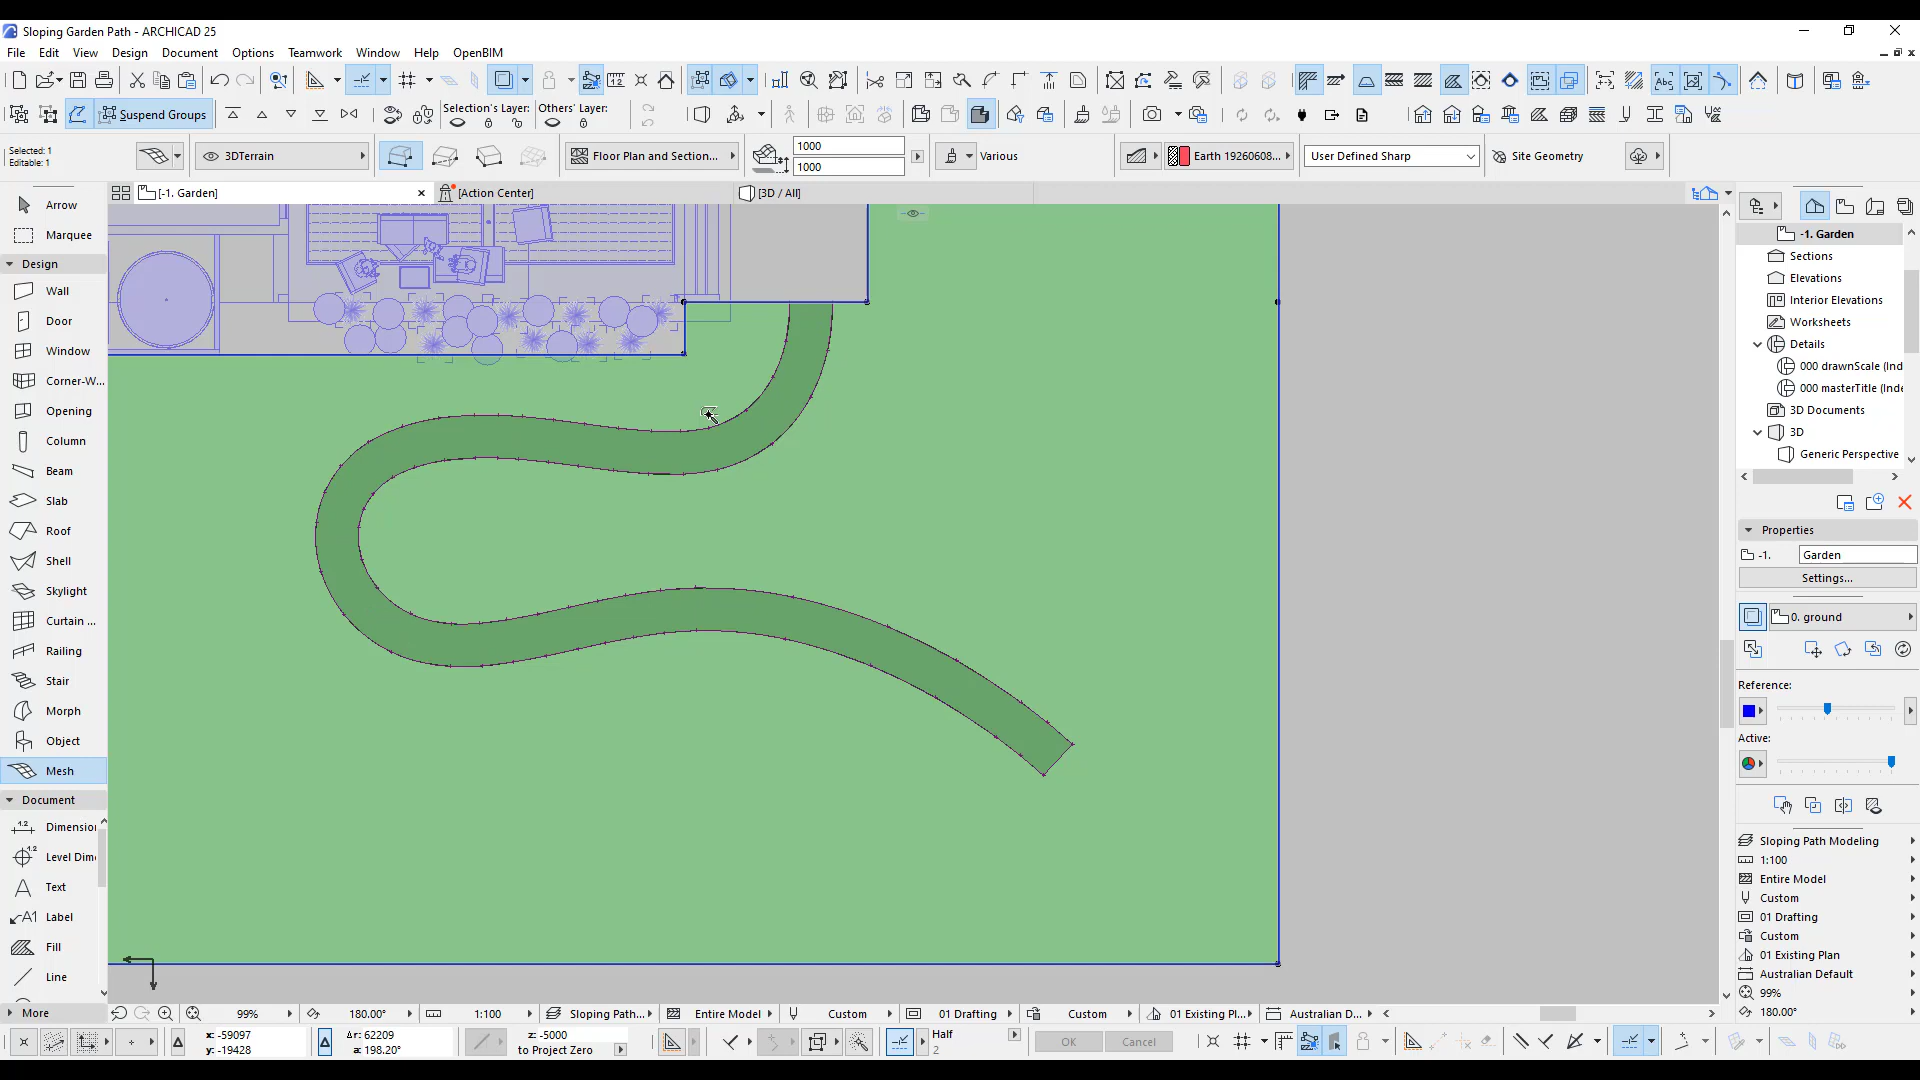 Sloping Garden Path - ARCHICAD 25
File Edit View Design Document Options Teamwork Window Help OpenBIM
Suspend Groups
Selection's Layer:
Others' Layer:
Selected: 1
Editable: 1
3DTerrain
Floor Plan and Section...
1000
1000
Various
Earth 19260608...
User Defined Sharp
Site Geometry
[-1. Garden]
[Action Center]
[3D / All]
Arrow
Marquee
Design
Wall
Door
Window
Corner-W...
Opening
Column
Beam
Slab
Roof
Shell
Skylight
Curtain ...
Railing
Stair
Morph
Object
Mesh
Document
Dimension
Level Dim
Text
Label
Fill
Line
More
-1. Garden
Sections
Elevations
Interior Elevations
Worksheets
Details
000 drawnScale (Ind
000 masterTitle (Inde
3D Documents
3D
Generic Perspective
Properties
-1. Garden
Settings...
0. ground
Reference:
Active:
Sloping Path Modeling
1:100
Entire Model
Custom
01 Drafting
Custom
01 Existing Plan
Australian Default
99%
180.00°
99% 180.00° 1:100 Sloping Path... Entire Model Custom 01 Drafting Custom 01 Existing Pl... Australian D...
x: -59097
y: -19428
Δr: 62209
a: 198.20°
z: -5000
to Project Zero
Half
2
OK
Cancel